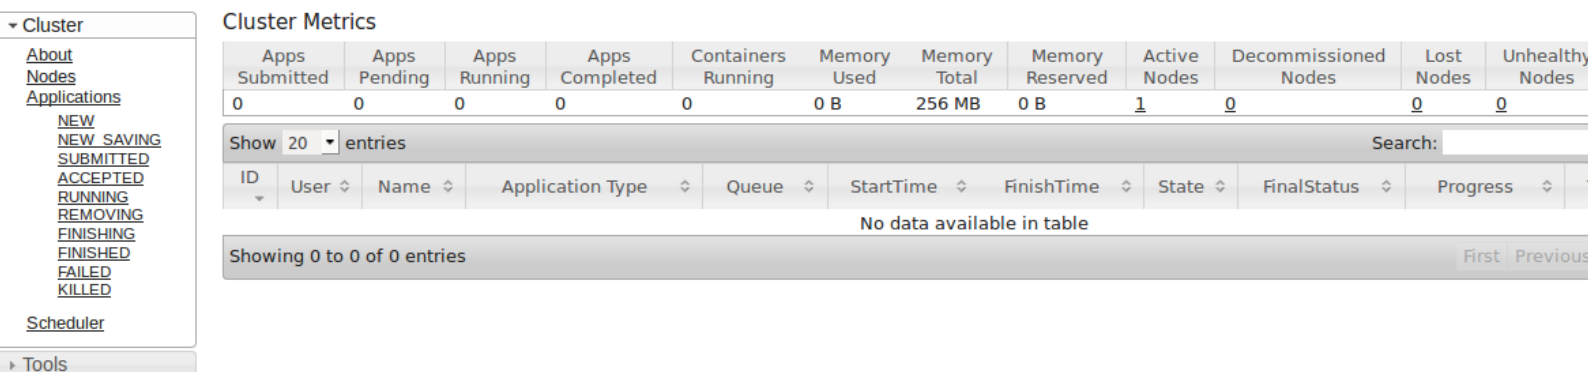 Cluster
About
Nodes
Applications
NEW
NEW_SAVING
SUBMITTED
ACCEPTED
RUNNING
REMOVING
FINISHING
FINISHED
FAILED
KILLED
Scheduler
Tools
Cluster Metrics
Apps Submitted Apps Pending Apps Running Apps Completed Containers Running Memory Used Memory Total Memory Reserved Active Nodes Decommissioned Nodes Lost Nodes Unhealthy Nodes
0 0 0 0 0 0 B 256 MB 0 B 1 0 0 0
Show 20 entries Search:
ID User Name Application Type Queue StartTime FinishTime State FinalStatus Progress
No data available in table
Showing 0 to 0 of 0 entries First Previous